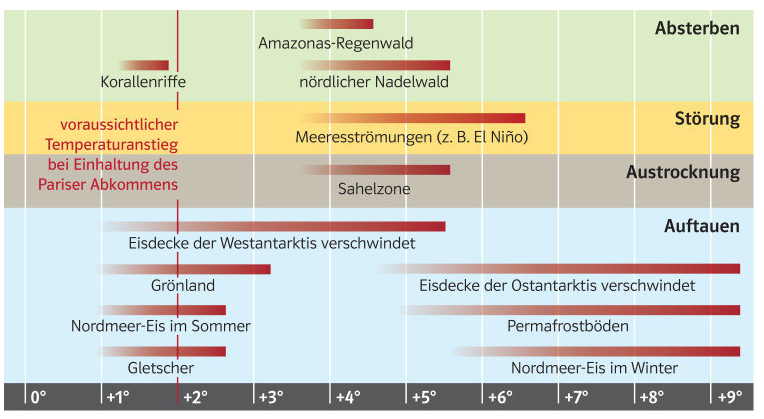 Absterben
Amazonas-Regenwald
Korallenriffe
nördlicher Nadelwald
Störung
voraussichtlicher
Temperaturanstieg
bei Einhaltung des
Pariser Abkommens
Meeresströmungen (z. B. El Niño)
Austrocknung
Sahelzone
Auftauen
Eisdecke der Westantarktis verschwindet
Grönland
Eisdecke der Ostantarktis verschwindet
Nordmeer-Eis im Sommer
Permafrostböden
Gletscher
Nordmeer-Eis im Winter
0° +1° +2° +3° +4° +5° +6° +7° +8° +9°